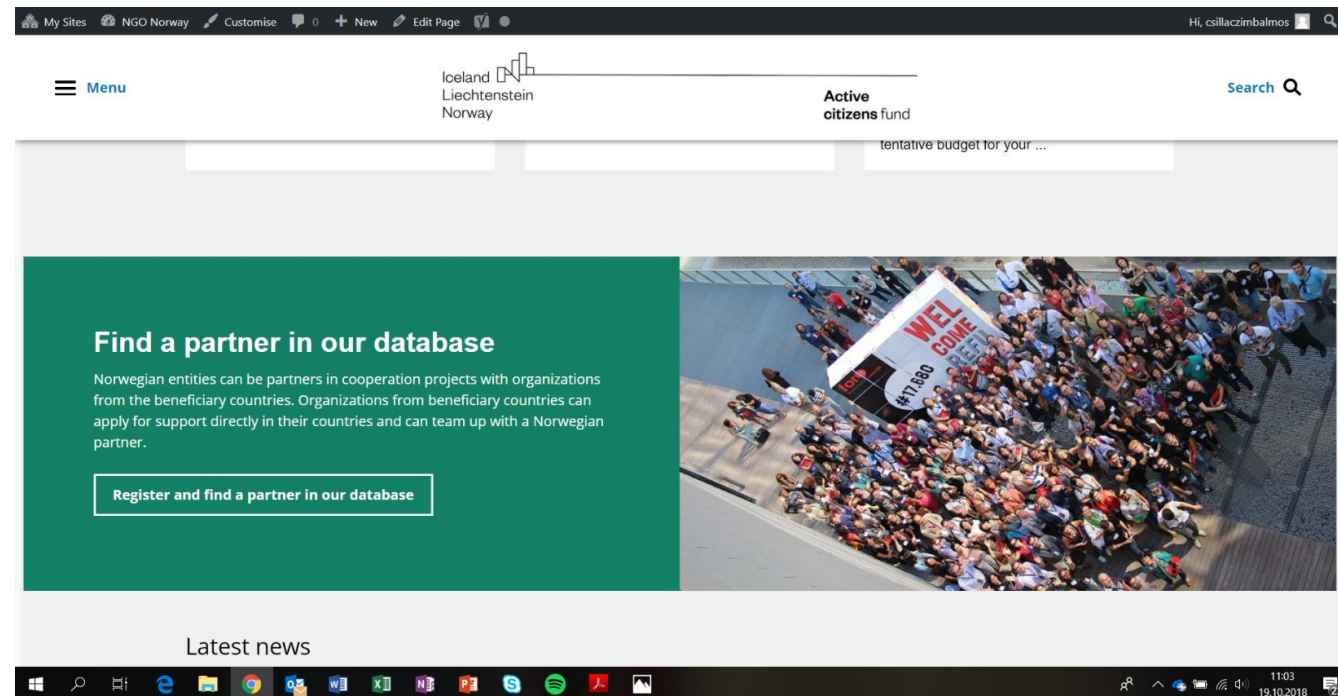 My Sites NGO Norway Customise 0 New Edit Page Hi, csillaczimbalmos
Menu
Iceland
Liechtenstein
Norway
Active
citizens fund
Search
tentative budget for your ...
Find a partner in our database
Norwegian entities can be partners in cooperation projects with organizations
from the beneficiary countries. Organizations from beneficiary countries can
apply for support directly in their countries and can team up with a Norwegian
partner.
Register and find a partner in our database
WEL
COME
REFU
#17.680
Latest news
11:03
19.10.2018